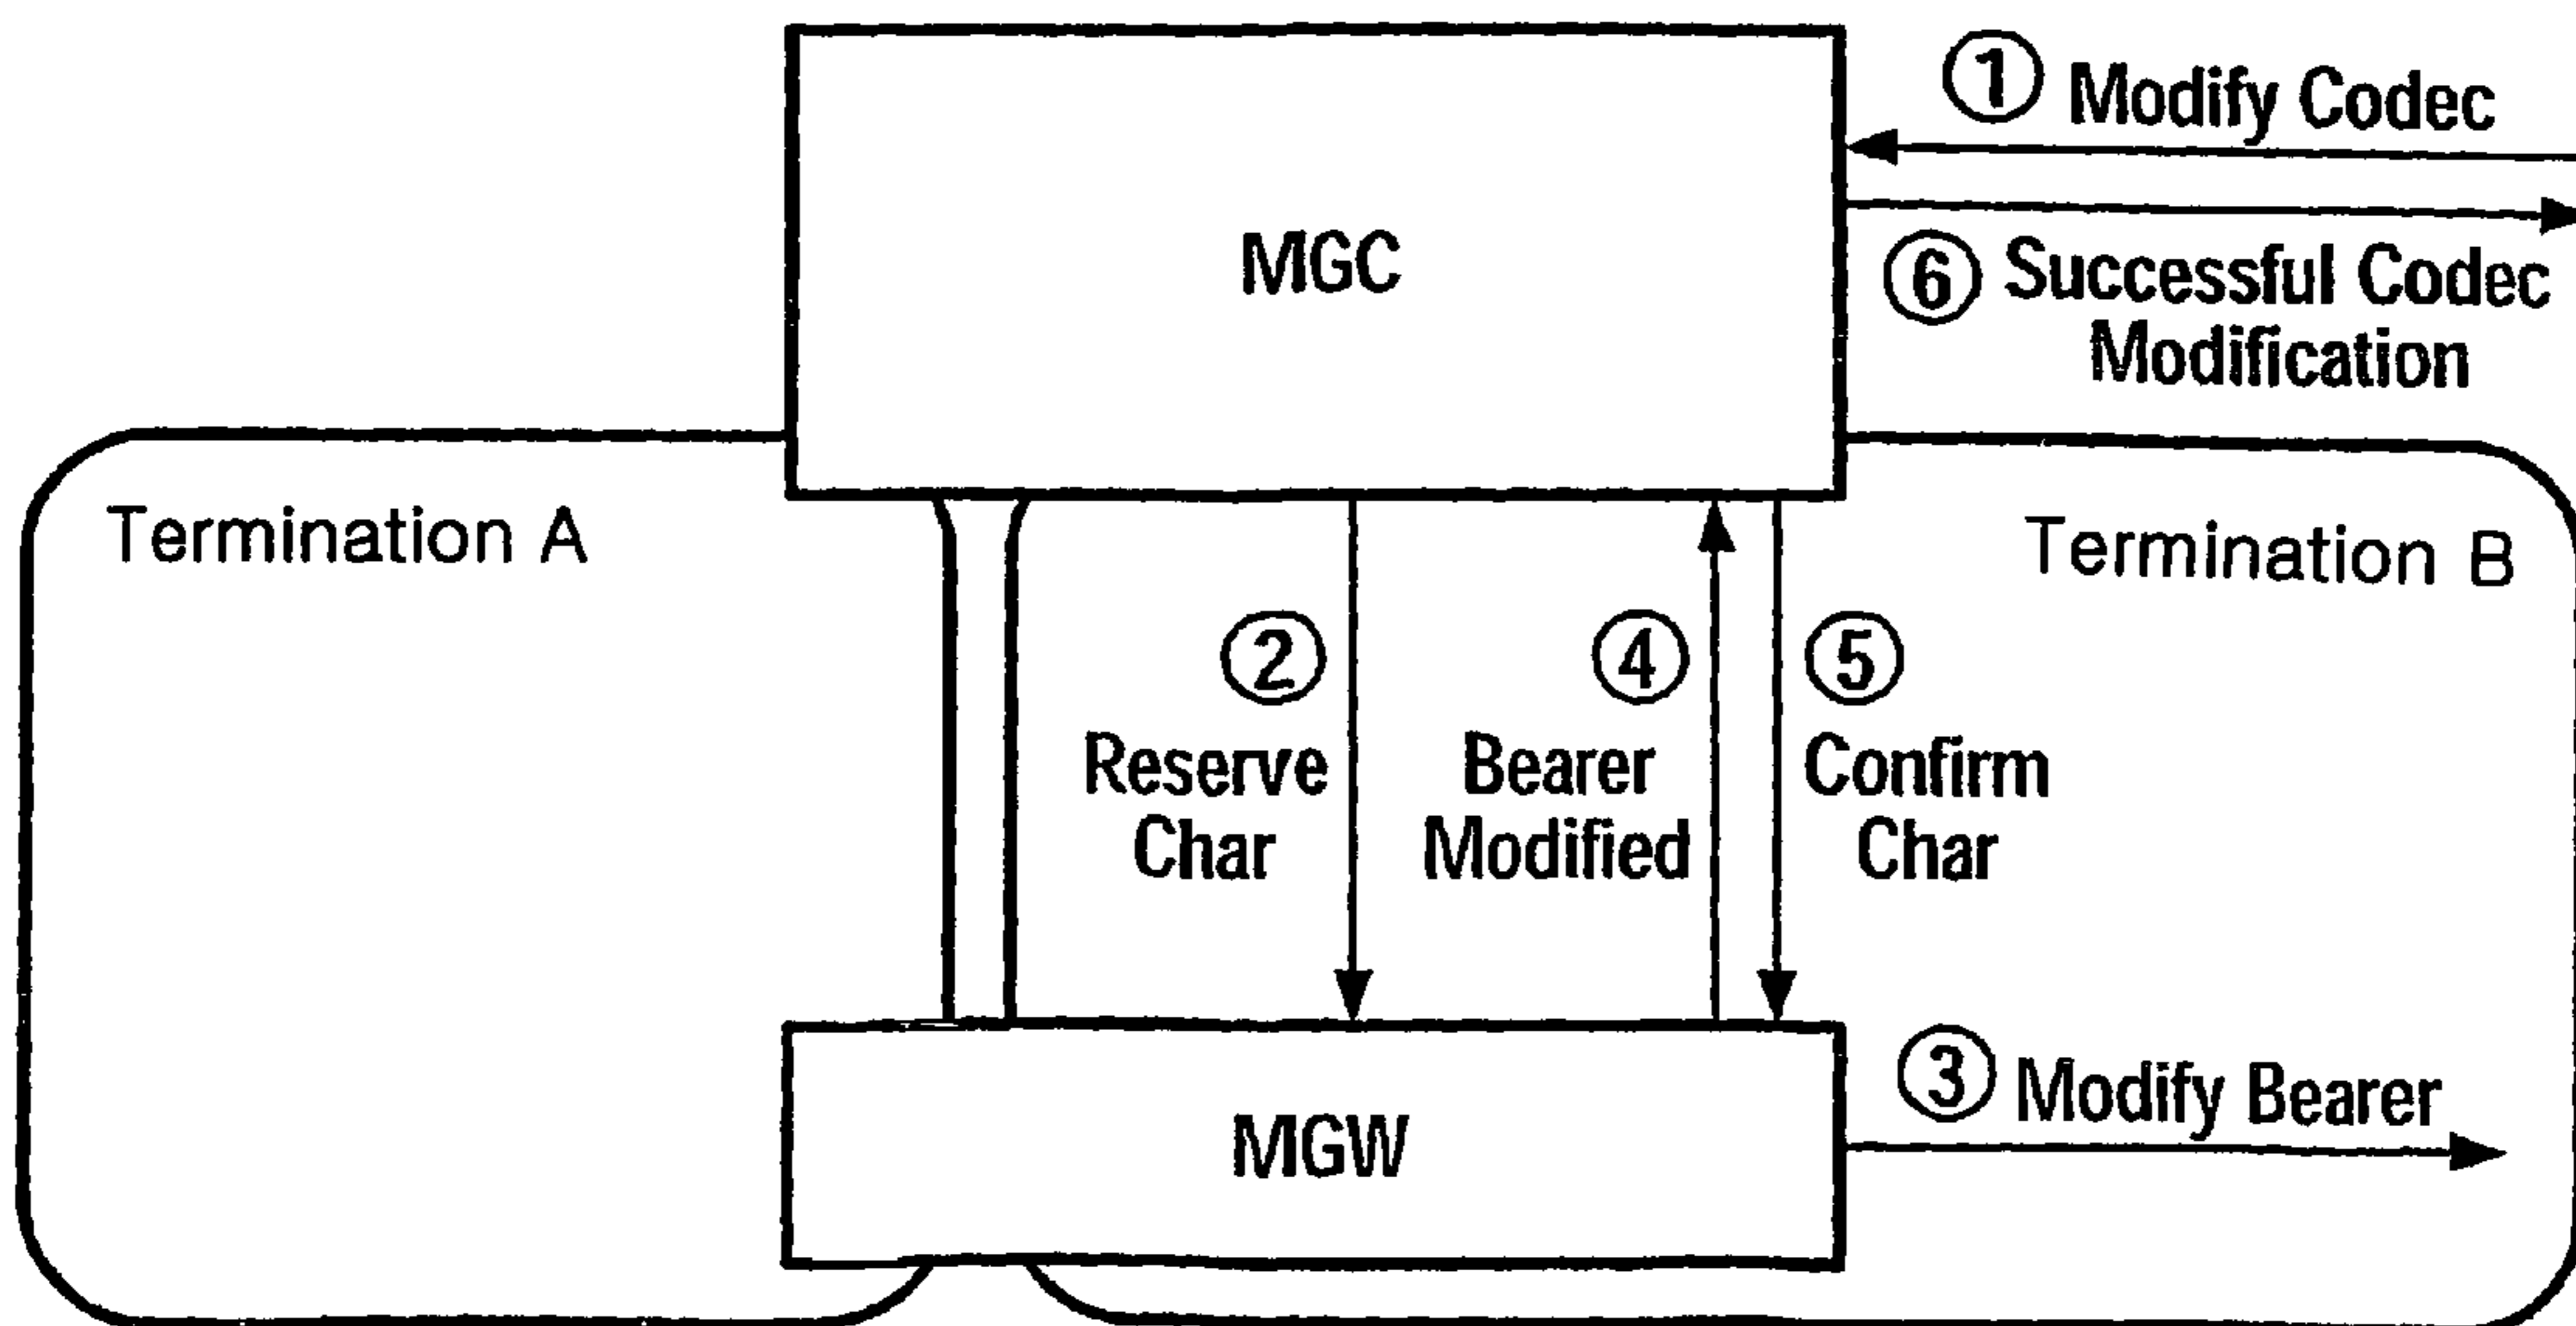 ① Modify Codec
MGC
⑥ Successful Codec
Modification
Termination A
Termination B
②
Reserve
Char
④
Bearer
Modified
⑤
Confirm
Char
③ Modify Bearer
MGW